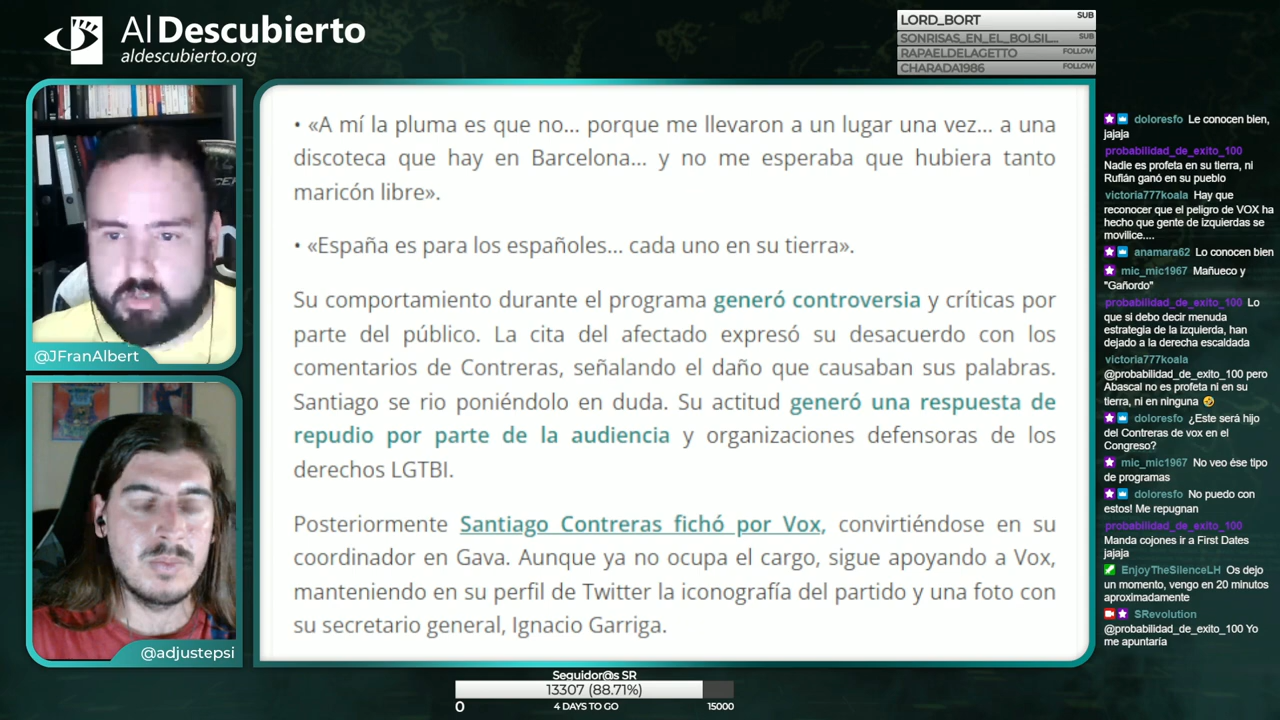 Al Descubierto
aldescubierto.org
LORD_BORT SUB
SONRISAS_EN_EL_BOLSIL... SUB
RAPAELDELAGETTO FOLLOW
CHARADA1986 FOLLOW
@JFranAlbert
@adjustepsi
• «A mí la pluma es que no... porque me llevaron a un lugar una vez... a una
discoteca que hay en Barcelona... y no me esperaba que hubiera tanto
maricón libre».
• «España es para los españoles... cada uno en su tierra».
Su comportamiento durante el programa generó controversia y críticas por
parte del público. La cita del afectado expresó su desacuerdo con los
comentarios de Contreras, señalando el daño que causaban sus palabras.
Santiago se rio poniéndolo en duda. Su actitud generó una respuesta de
repudio por parte de la audiencia y organizaciones defensoras de los
derechos LGTBI.
Posteriormente Santiago Contreras fichó por Vox, convirtiéndose en su
coordinador en Gava. Aunque ya no ocupa el cargo, sigue apoyando a Vox,
manteniendo en su perfil de Twitter la iconografía del partido y una foto con
su secretario general, Ignacio Garriga.
doloresfo Le conocen bien,
jajaja
probabilidad_de_exito_100
Nadie es profeta en su tierra, ni
Rufián ganó en su pueblo
victoria777koala Hay que
reconocer que el peligro de VOX ha
hecho que gente de izquierdas se
movilice....
anamara62 Lo conocen bien
mic_mic1967 Mañueco y
"Gañordo"
probabilidad_de_exito_100 Lo
que si debo decir menuda
estrategia de la izquierda, han
dejado a la derecha escaldada
victoria777koala
@probabilidad_de_exito_100 pero
Abascal no es profeta ni en su
tierra, ni en ninguna 🤣
doloresfo ¿Este será hijo
del Contreras de vox en el
Congreso?
mic_mic1967 No veo ése tipo
de programas
doloresfo No puedo con
estos! Me repugnan
probabilidad_de_exito_100
Manda cojones ir a First Dates
jajaja
EnjoyTheSilenceLH Os dejo
un momento, vengo en 20 minutos
aproximadamente
SRevolution
@probabilidad_de_exito_100 Yo
me apuntaría
Seguidor@s SR
13307 (88.71%)
0 4 DAYS TO GO 15000